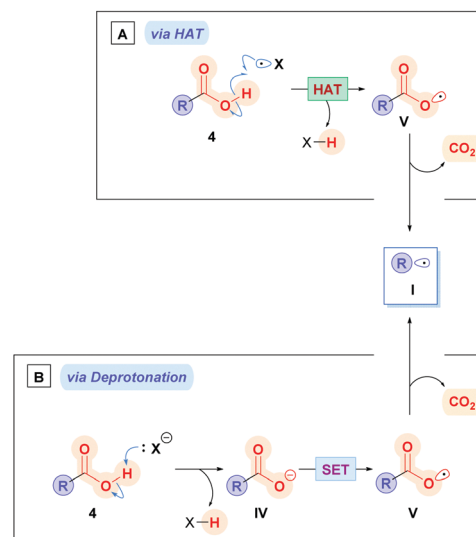 A via HAT
O
R O H X
4
HAT
X H
O
R O
V
CO2
R
I
B via Deprotonation
CO2
O
R O H :X⊖
4
X H
O
R O⊖
IV
SET
O
R O
V